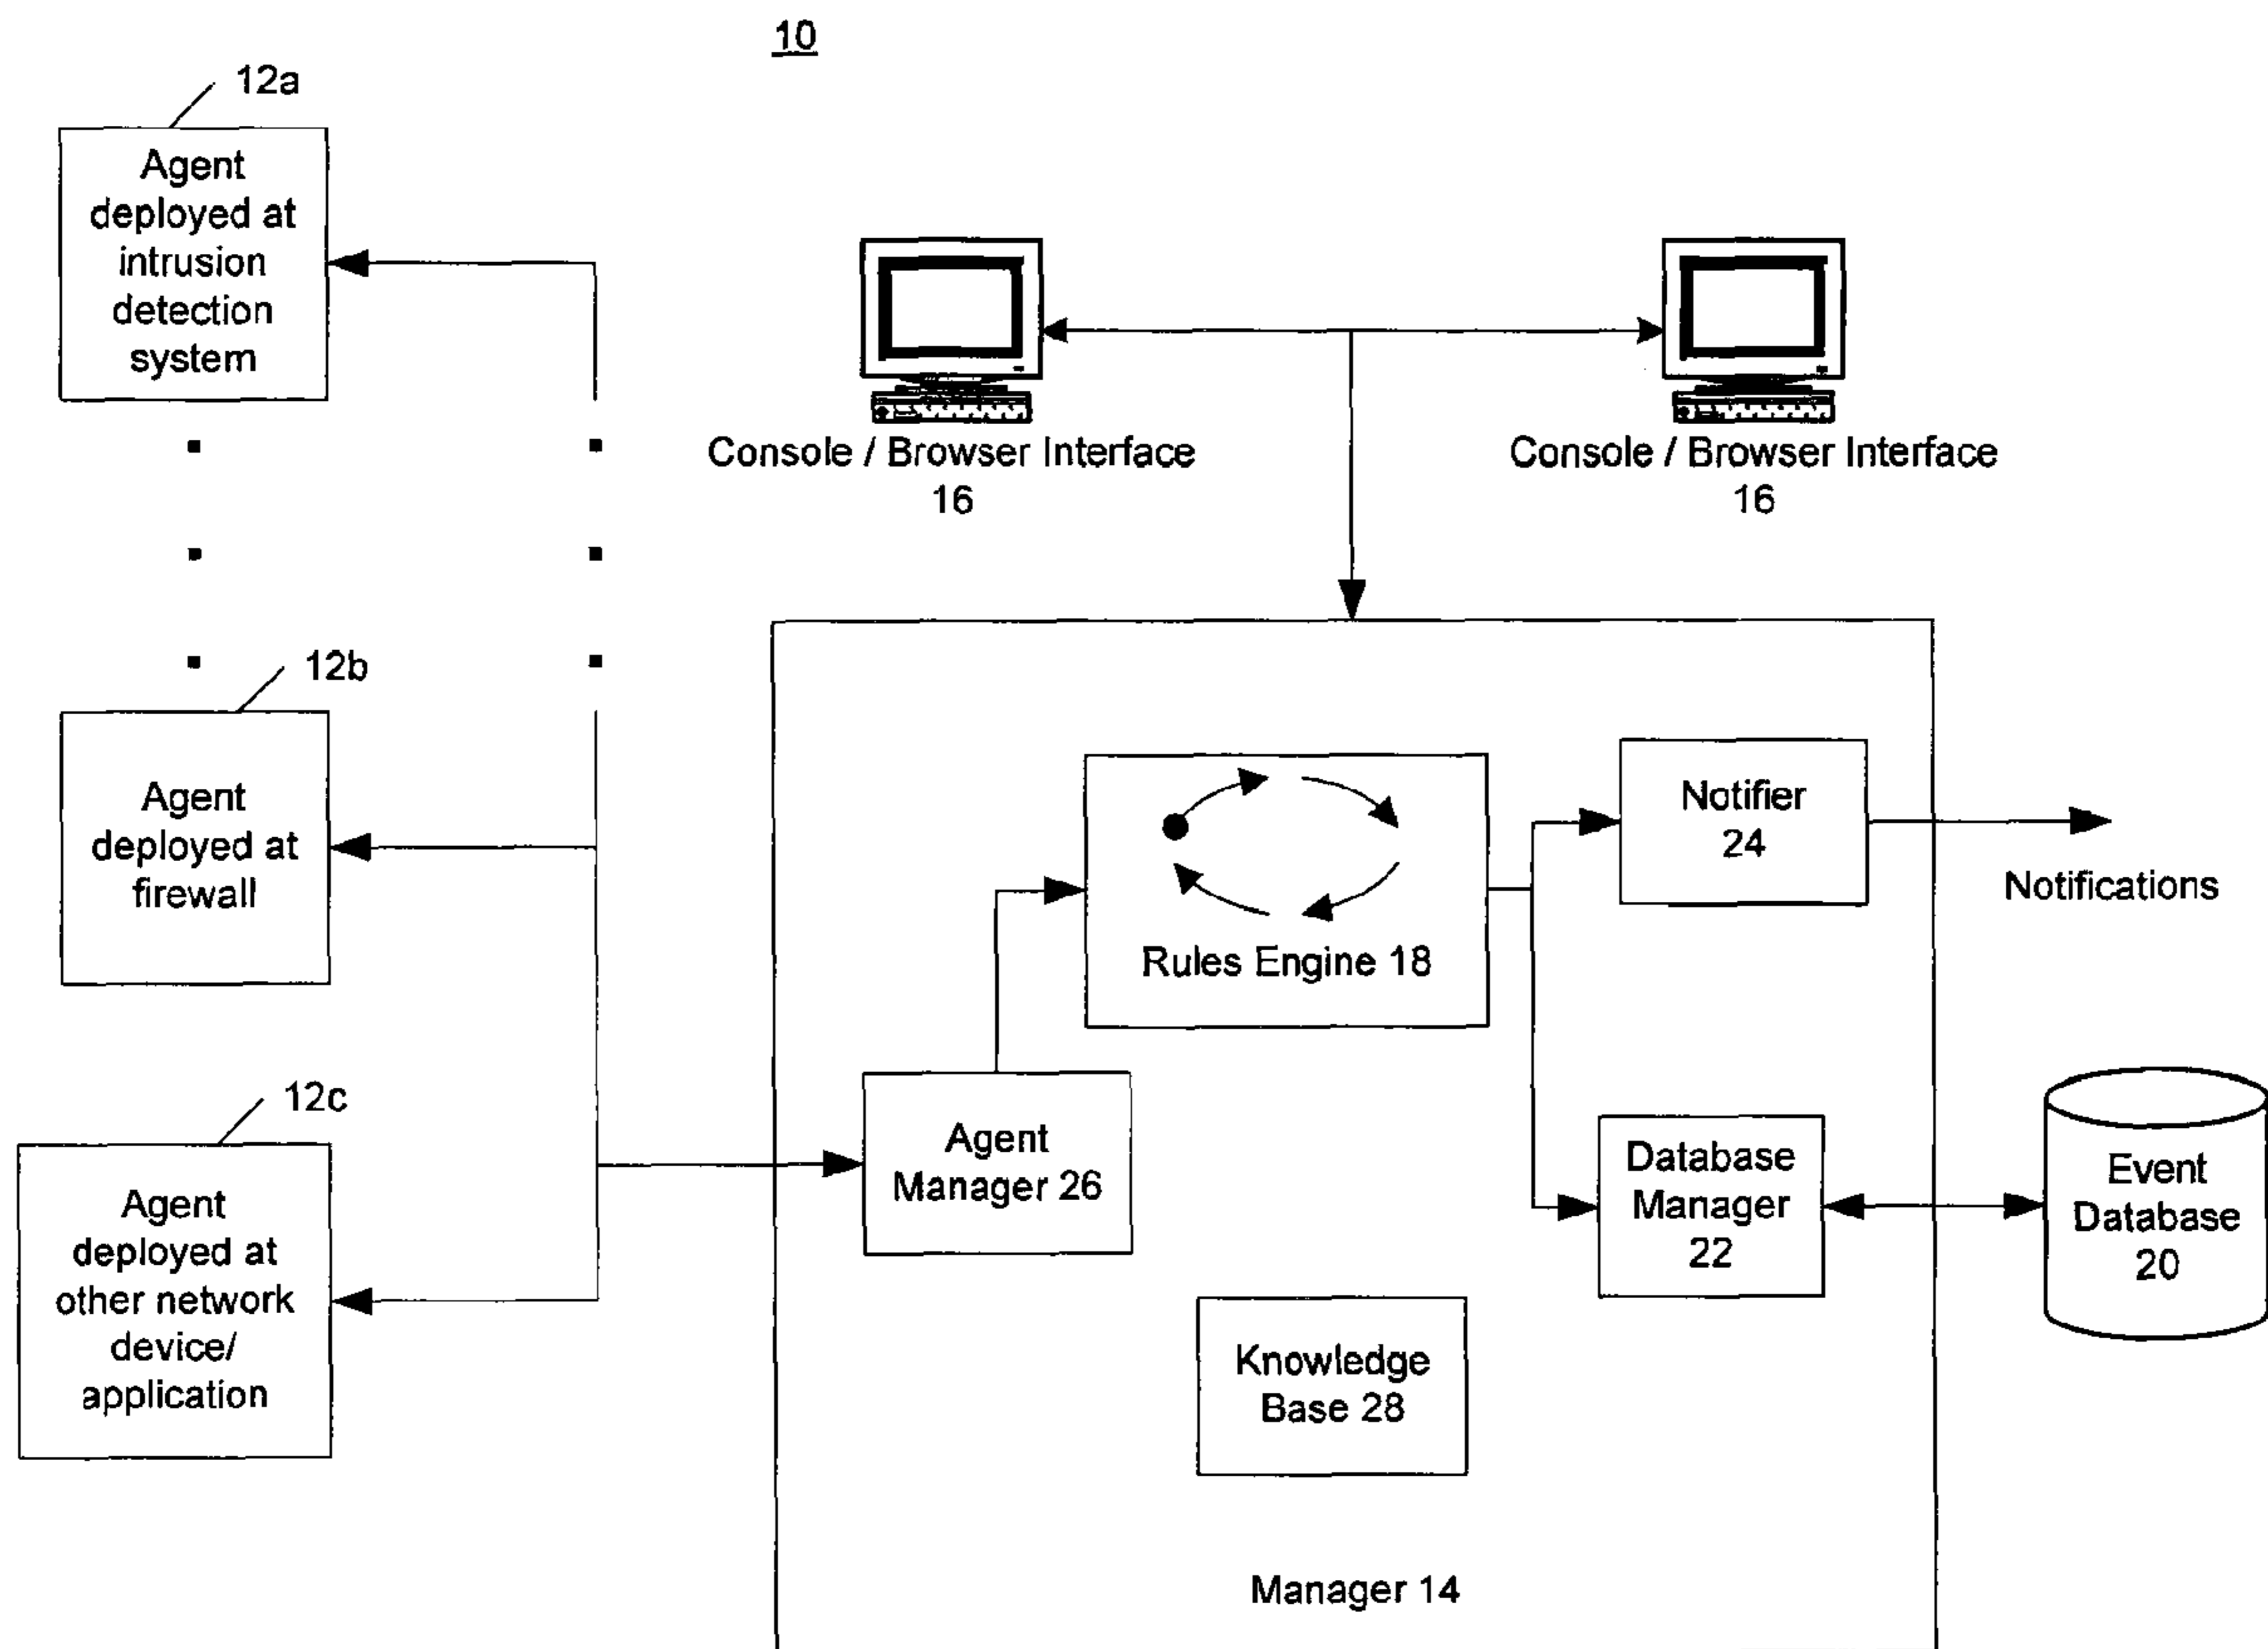 10
12a
Agent
deployed at
intrusion
detection
system
Console / Browser Interface
16
Console / Browser Interface
16
12b
Agent
deployed at
firewall
Notifier
24
Notifications
Rules Engine 18
12c
Agent
deployed at
other network
device/
application
Agent
Manager 26
Database
Manager
22
Event
Database
20
Knowledge
Base 28
Manager 14